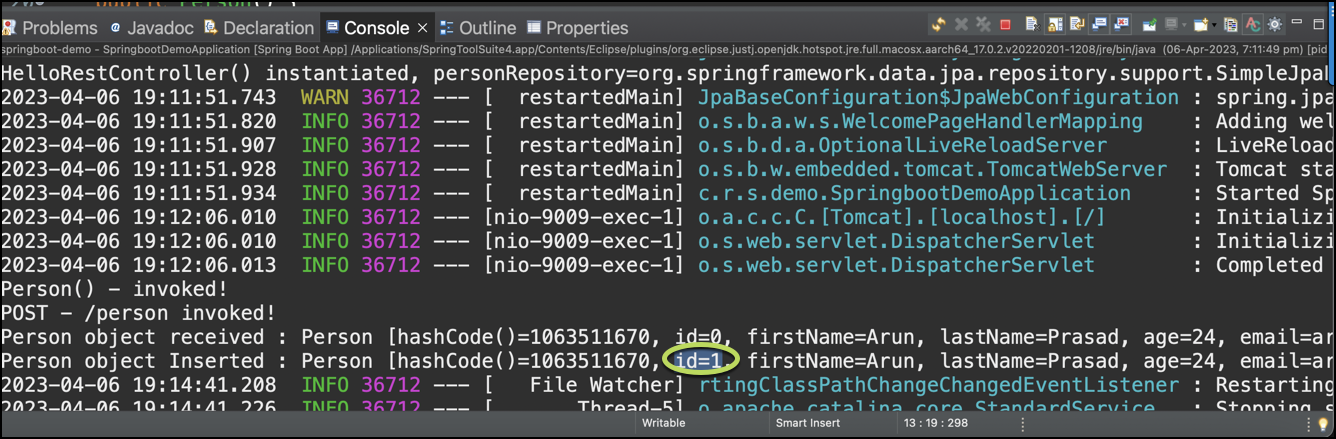 public Person() {
Problems @ Javadoc Declaration Console Outline Properties
springboot-demo - SpringbootDemoApplication [Spring Boot App] /Applications/SpringToolSuite4.app/Contents/Eclipse/plugins/org.eclipse.justj.openjdk.hotspot.jre.full.macosx.aarch64_17.0.2.v20220201-1208/jre/bin/java (06-Apr-2023, 7:11:49 pm) [pid
HelloRestController() instantiated, personRepository=org.springframework.data.jpa.repository.support.SimpleJpaR
2023-04-06 19:11:51.743 WARN 36712 --- [ restartedMain] JpaBaseConfiguration$JpaWebConfiguration : spring.jpa
2023-04-06 19:11:51.820 INFO 36712 --- [ restartedMain] o.s.b.a.w.s.WelcomePageHandlerMapping : Adding wel
2023-04-06 19:11:51.907 INFO 36712 --- [ restartedMain] o.s.b.d.a.OptionalLiveReloadServer : LiveReload
2023-04-06 19:11:51.928 INFO 36712 --- [ restartedMain] o.s.b.w.embedded.tomcat.TomcatWebServer : Tomcat sta
2023-04-06 19:11:51.934 INFO 36712 --- [ restartedMain] c.r.s.demo.SpringbootDemoApplication : Started Sp
2023-04-06 19:12:06.010 INFO 36712 --- [nio-9009-exec-1] o.a.c.c.C.[Tomcat].[localhost].[/] : Initializi
2023-04-06 19:12:06.010 INFO 36712 --- [nio-9009-exec-1] o.s.web.servlet.DispatcherServlet : Initializi
2023-04-06 19:12:06.013 INFO 36712 --- [nio-9009-exec-1] o.s.web.servlet.DispatcherServlet : Completed
Person() - invoked!
POST - /person invoked!
Person object received : Person [hashCode()=1063511670, id=0, firstName=Arun, lastName=Prasad, age=24, email=ar
Person object Inserted : Person [hashCode()=1063511670, id=1, firstName=Arun, lastName=Prasad, age=24, email=ar
2023-04-06 19:14:41.208 INFO 36712 --- [ File Watcher] rtingClassPathChangeChangedEventListener : Restarting
2023-04-06 19:14:41.226 INFO 36712 --- [ Thread-5] o.apache.catalina.core.StandardService : Stopping s
Writable Smart Insert 13 : 19 : 298